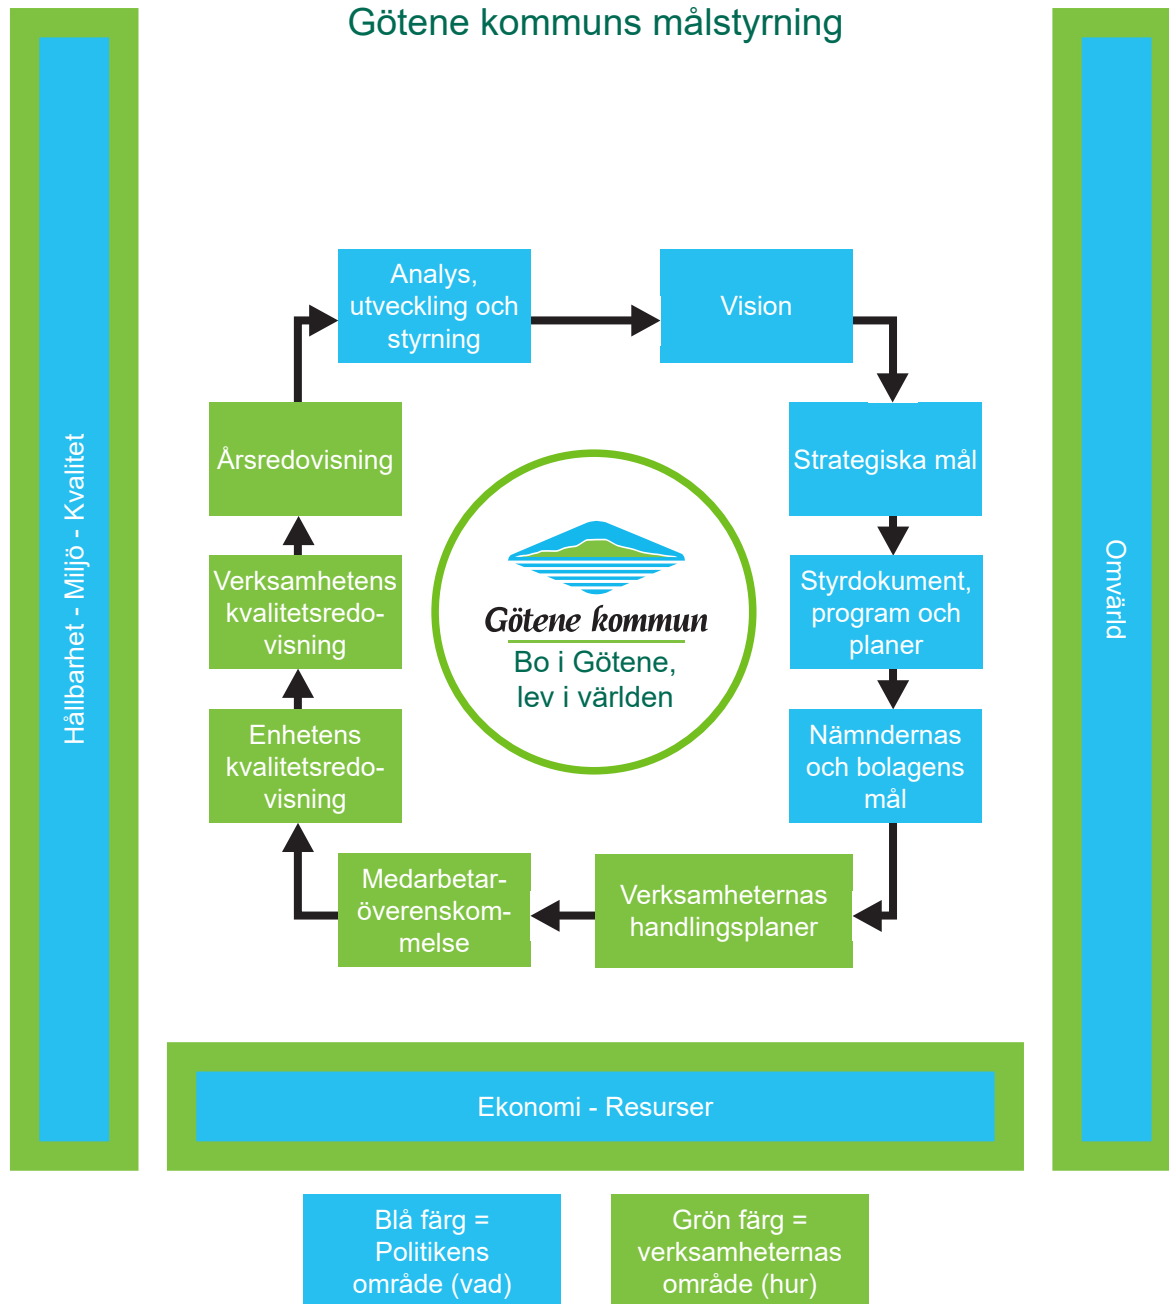 Götene kommuns målstyrning
Analys,
utveckling och
styrning
Vision
Årsredovisning
Strategiska mål
Verksamhetens
kvalitetsredo-
visning
Styrdokument,
program och
planer
Enhetens
kvalitetsredo-
visning
Nämndernas
och bolagens
mål
Medarbetar-
överenskom-
melse
Verksamheternas
handlingsplaner
Götene kommun
Bo i Götene,
lev i världen
Hållbarhet - Miljö - Kvalitet
Omvärld
Ekonomi - Resurser
Blå färg =
Politikens
område (vad)
Grön färg =
verksamheternas
område (hur)